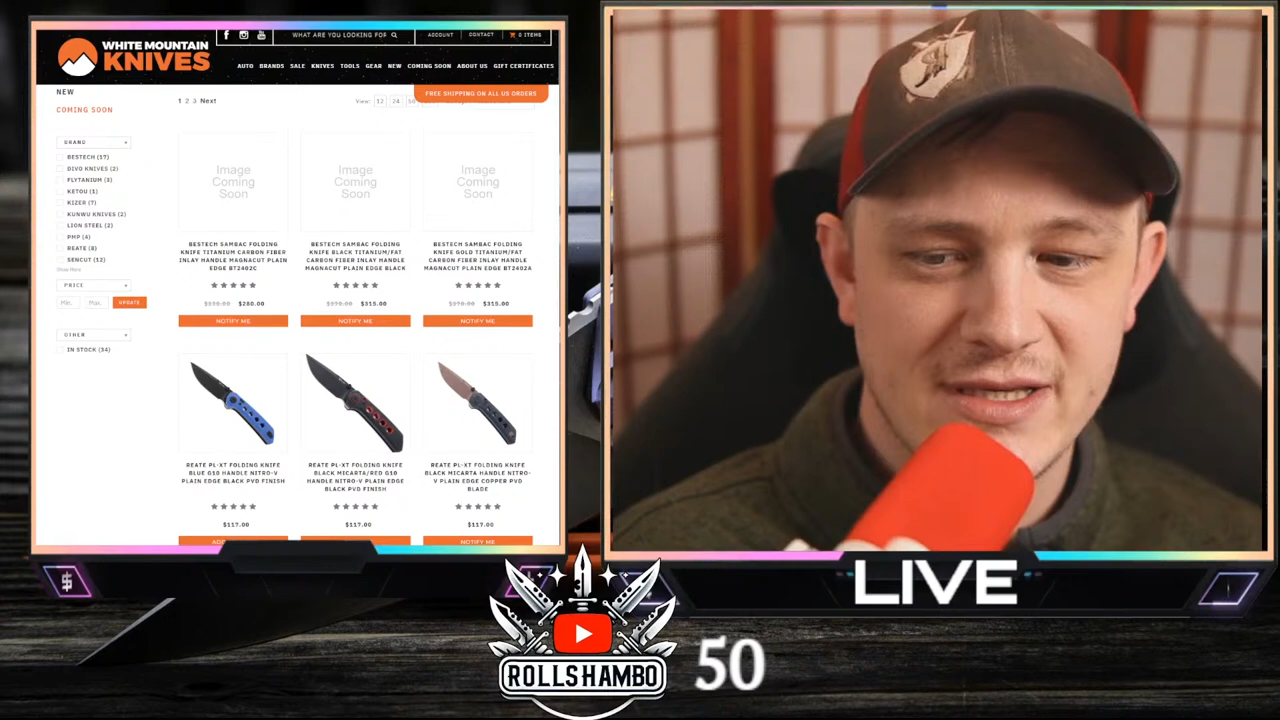 WHITE MOUNTAIN
KNIVES
WHAT ARE YOU LOOKING FOR
ACCOUNT
CONTACT
0 ITEMS
AUTO BRANDS SALE KNIVES TOOLS GEAR NEW COMING SOON ABOUT US GIFT CERTIFICATES
FREE SHIPPING ON ALL US ORDERS
NEW
COMING SOON
1 2 3 Next
View: 12 24 50
BRAND
BESTECH (17)
DIVO KNIVES (2)
FLYTANIUM (3)
KETOU (1)
KIZER (7)
KUNWU KNIVES (2)
LION STEEL (2)
PMP (4)
REATE (8)
SENCUT (12)
Show More
PRICE
Min.
Max.
UPDATE
OTHER
IN STOCK (34)
Image
Coming
Soon
BESTECH SAMBAC FOLDING
KNIFE TITANIUM CARBON FIBER
INLAY HANDLE MAGNACUT PLAIN
EDGE BT2402C
$280.00
NOTIFY ME
Image
Coming
Soon
BESTECH SAMBAC FOLDING
KNIFE BLACK TITANIUM/FAT
CARBON FIBER INLAY HANDLE
MAGNACUT PLAIN EDGE BLACK
$315.00
NOTIFY ME
Image
Coming
Soon
BESTECH SAMBAC FOLDING
KNIFE GOLD TITANIUM/FAT
CARBON FIBER INLAY HANDLE
MAGNACUT PLAIN EDGE BT2402A
$315.00
NOTIFY ME
REATE PL-XT FOLDING KNIFE
BLUE G10 HANDLE NITRO-V
PLAIN EDGE BLACK PVD FINISH
$117.00
REATE PL-XT FOLDING KNIFE
BLACK MICARTA/RED G10
HANDLE NITRO-V PLAIN EDGE
BLACK PVD FINISH
$117.00
REATE PL-XT FOLDING KNIFE
BLACK MICARTA HANDLE NITRO-
V PLAIN EDGE COPPER PVD
BLADE
$117.00
NOTIFY ME
$
LIVE
ROLLSHAMBO
50